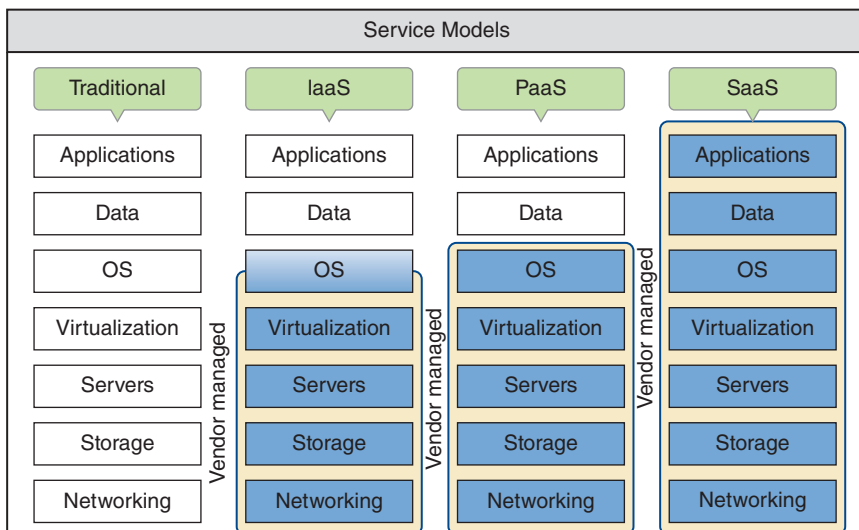 Service Models
Traditional
IaaS
PaaS
SaaS
Applications
Applications
Applications
Applications
Data
Data
Data
Data
OS
OS
OS
OS
Virtualization
Virtualization
Virtualization
Virtualization
Servers
Servers
Servers
Servers
Storage
Storage
Storage
Storage
Networking
Networking
Networking
Networking
Vendor managed
Vendor managed
Vendor managed